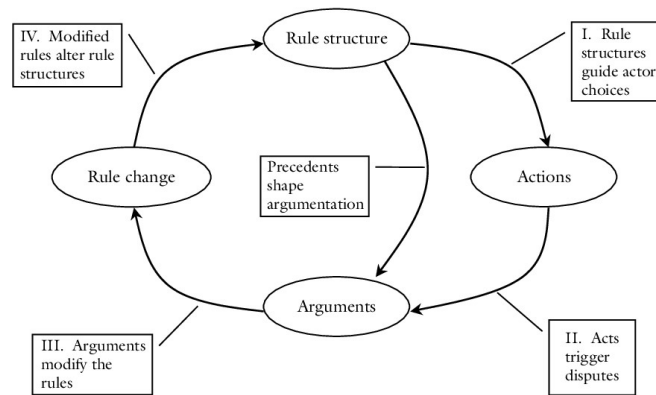 IV. Modified
rules alter rule
structures
Rule structure
I. Rule
structures
guide actor
choices
Rule change
Precedents
shape
argumentation
Actions
Arguments
III. Arguments
modify the
rules
II. Acts
trigger
disputes